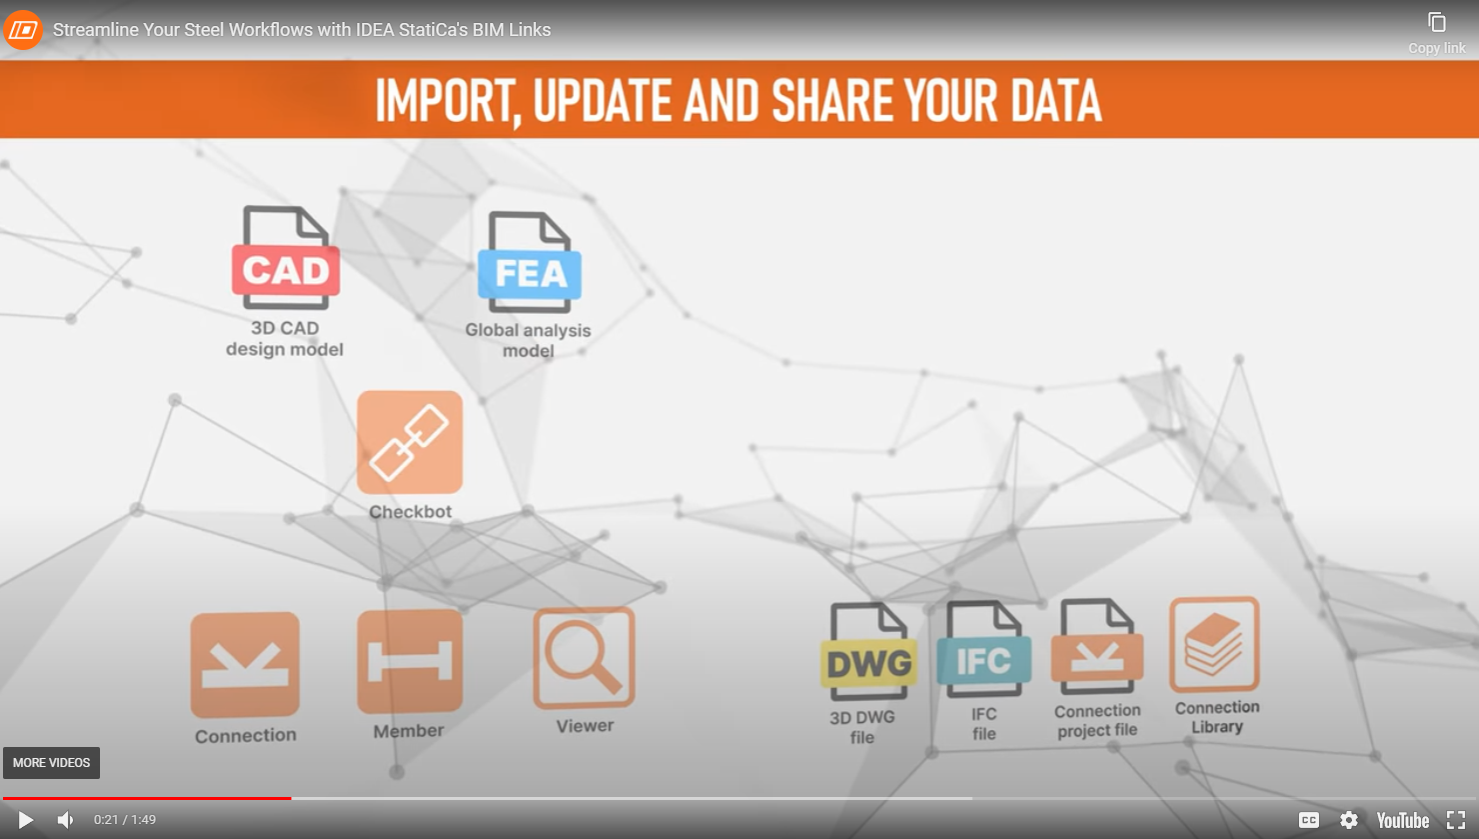 Streamline Your Steel Workflows with IDEA StatiCa's BIM Links
Copy link
IMPORT, UPDATE AND SHARE YOUR DATA
CAD
3D CAD
design model
FEA
Global analysis
model
Checkbot
Connection
Member
Viewer
DWG
3D DWG
file
IFC
IFC
file
Connection
project file
Connection
Library
MORE VIDEOS
0:21 / 1:49
CC
YouTube